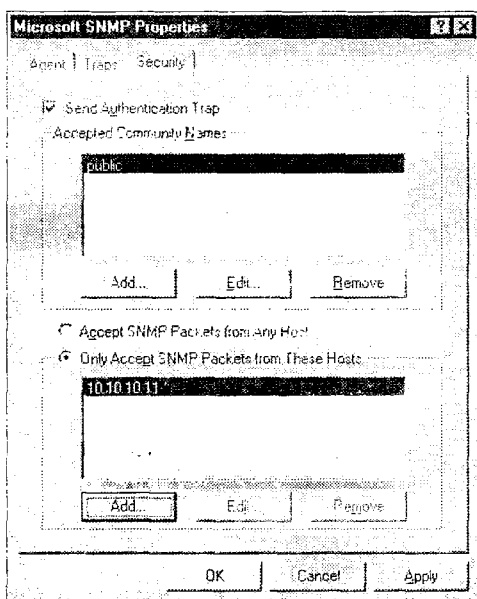 Microsoft SNMP Properties
Agent Traps Security
Send Authentication Trap
Accepted Community Names
public
Add... Edit... Remove
Accept SNMP Packets from Any Host
Only Accept SNMP Packets from These Hosts
10.10.10.11
Add... Edit... Remove
OK Cancel Apply